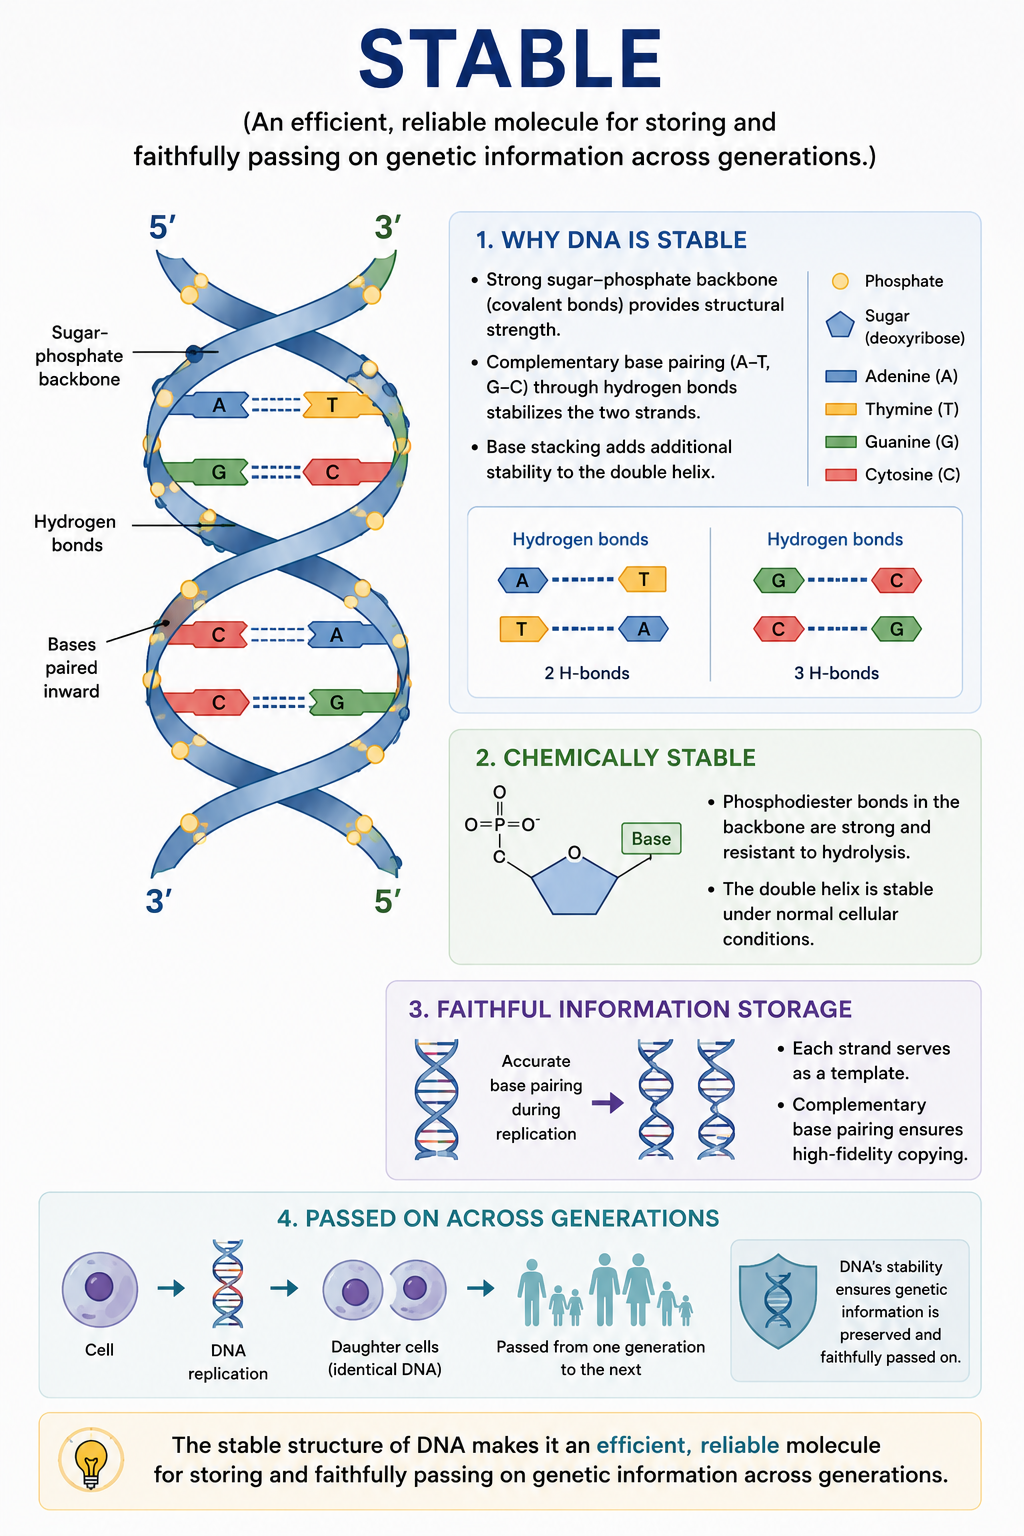 STABLE
(An efficient, reliable molecule for storing and
faithfully passing on genetic information across generations.)
5′
3′
Sugar–
phosphate
backbone
A
T
G
C
Hydrogen
bonds
Bases
paired
inward
C
A
C
G
3′
5′
1. WHY DNA IS STABLE
• Strong sugar–phosphate backbone
(covalent bonds) provides structural
strength.
• Complementary base pairing (A–T,
G–C) through hydrogen bonds
stabilizes the two strands.
• Base stacking adds additional
stability to the double helix.
Phosphate
Sugar
(deoxyribose)
Adenine (A)
Thymine (T)
Guanine (G)
Cytosine (C)
Hydrogen bonds
A
T
T
A
2 H-bonds
Hydrogen bonds
G
C
C
G
3 H-bonds
2. CHEMICALLY STABLE
O
O=P=O-
C
O
Base
• Phosphodiester bonds in the
backbone are strong and
resistant to hydrolysis.
• The double helix is stable
under normal cellular
conditions.
3. FAITHFUL INFORMATION STORAGE
Accurate
base pairing
during
replication
• Each strand serves
as a template.
• Complementary
base pairing ensures
high-fidelity copying.
4. PASSED ON ACROSS GENERATIONS
Cell
DNA
replication
Daughter cells
(identical DNA)
Passed from one generation
to the next
DNA's stability
ensures genetic
information is
preserved and
faithfully passed on.
The stable structure of DNA makes it an efficient, reliable molecule
for storing and faithfully passing on genetic information across generations.